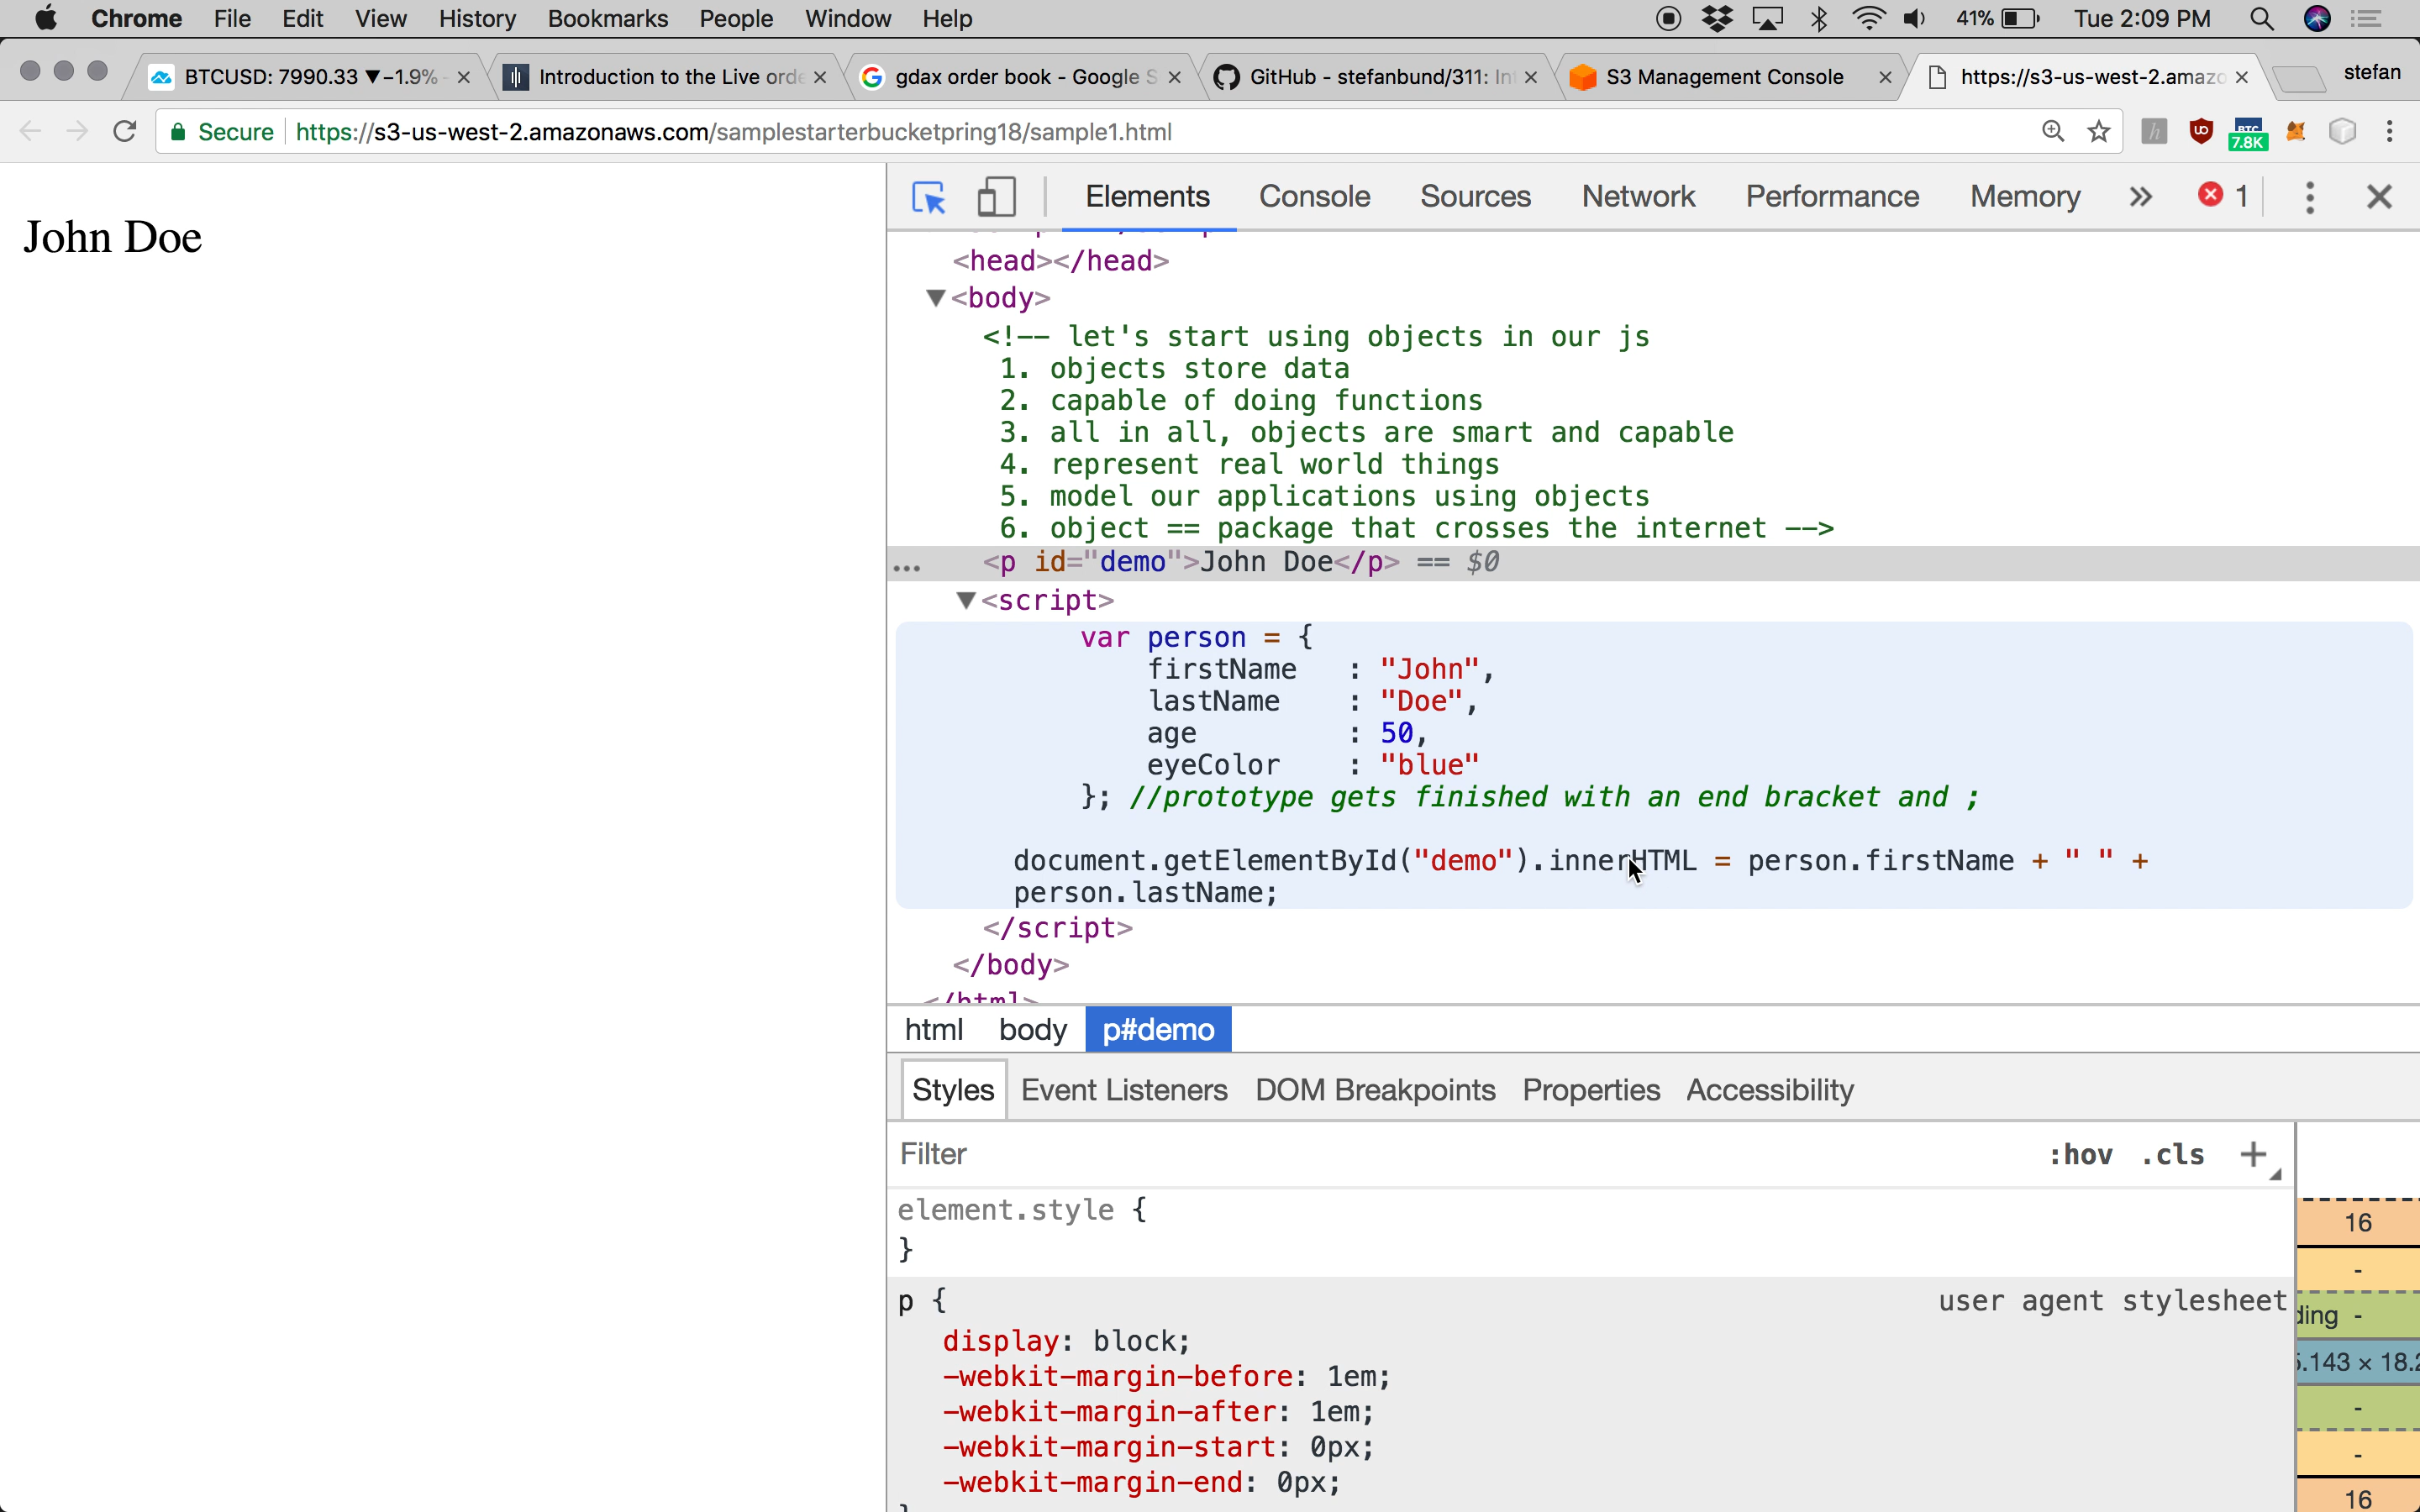 Chrome File Edit View History Bookmarks People Window Help 41% Tue 2:09 PM
BTCUSD: 7990.33 ▼−1.9% Introduction to the Live orde gdax order book - Google S GitHub - stefanbund/311: Int S3 Management Console https://s3-us-west-2.amazo stefan
Secure https://s3-us-west-2.amazonaws.com/samplestarterbucketpring18/sample1.html BTC 7.8K
John Doe
Elements Console Sources Network Performance Memory » 1
<head></head>
▼<body>
<!-- let's start using objects in our js
1. objects store data
2. capable of doing functions
3. all in all, objects are smart and capable
4. represent real world things
5. model our applications using objects
6. object == package that crosses the internet -->
... <p id="demo">John Doe</p> == $0
▼<script>
var person = {
firstName : "John",
lastName : "Doe",
age : 50,
eyeColor : "blue"
}; //prototype gets finished with an end bracket and ;
document.getElementById("demo").innerHTML = person.firstName + " " +
person.lastName;
</script>
</body>
</html>
html body p#demo
Styles Event Listeners DOM Breakpoints Properties Accessibility
Filter :hov .cls +
element.style {
}
p { user agent stylesheet
display: block;
-webkit-margin-before: 1em;
-webkit-margin-after: 1em;
-webkit-margin-start: 0px;
-webkit-margin-end: 0px;
16
-
ding -
5.143 × 18.2
-
-
16